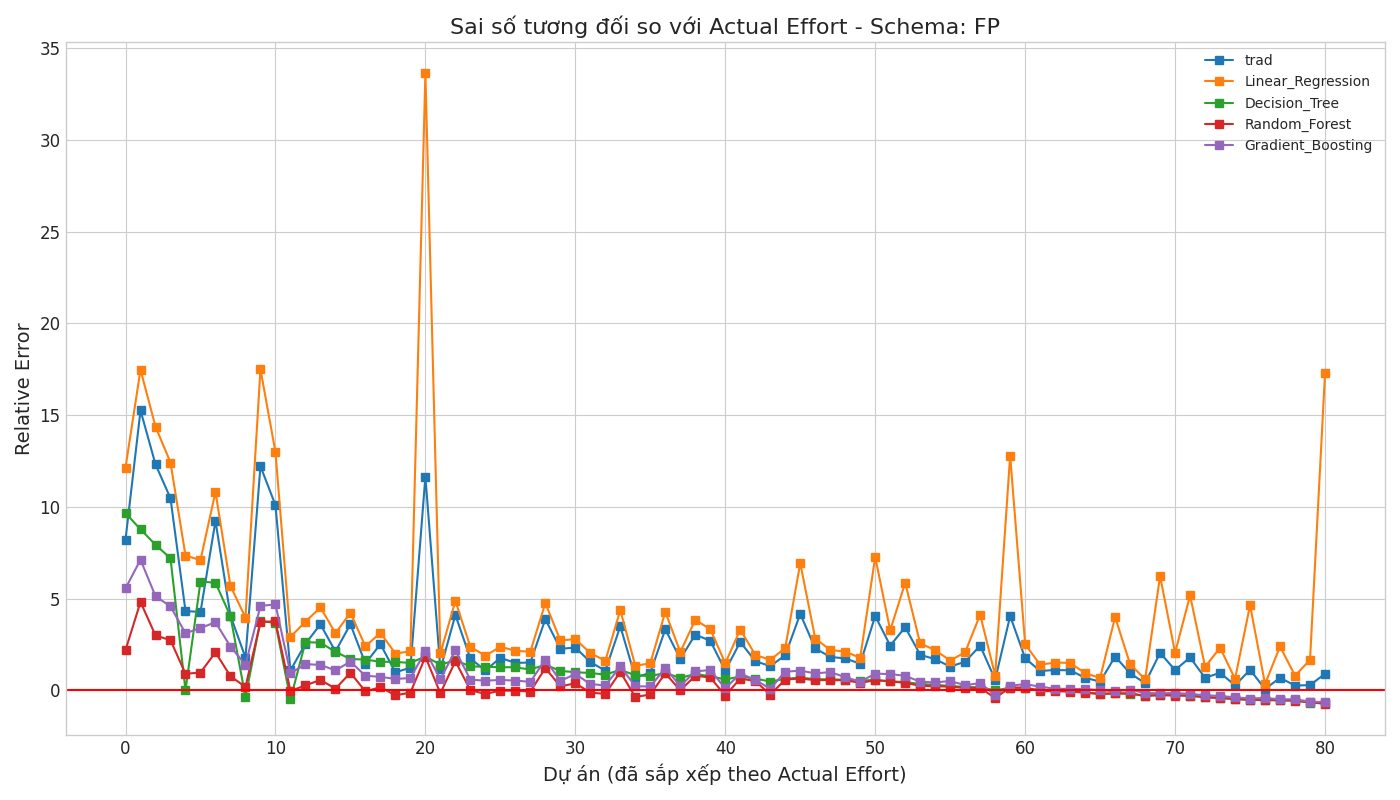 Sai số tương đối so với Actual Effort - Schema: FP
35
30
25
20
15
10
5
0
Relative Error
trad
Linear_Regression
Decision_Tree
Random_Forest
Gradient_Boosting
0 10 20 30 40 50 60 70 80
Dự án (đã sắp xếp theo Actual Effort)